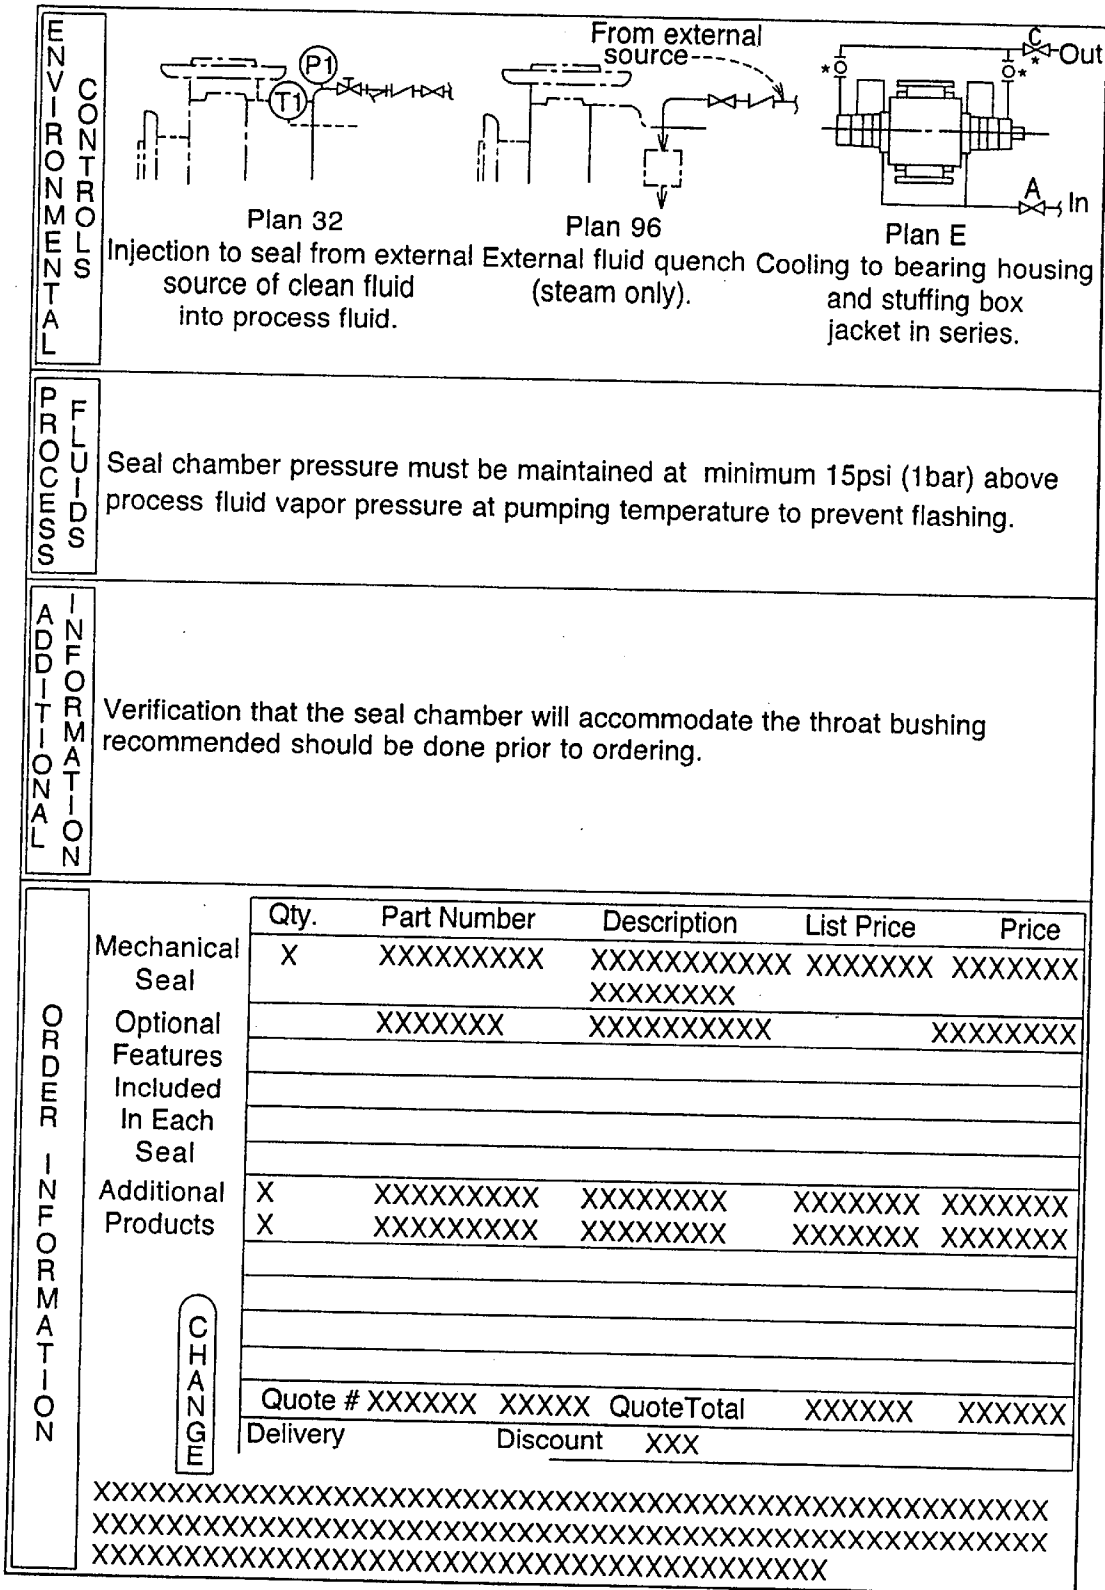 ENVIRONMENTAL
CONTROLS
P1
T1
Plan 32
Injection to seal from external
source of clean fluid
into process fluid.
From external
source
Plan 96
External fluid quench
(steam only).
C
Out
*
*
*
A
In
Plan E
Cooling to bearing housing
and stuffing box
jacket in series.
PROCESS
FLUIDS
Seal chamber pressure must be maintained at minimum 15psi (1bar) above
process fluid vapor pressure at pumping temperature to prevent flashing.
ADDITIONAL
INFORMATION
Verification that the seal chamber will accommodate the throat bushing
recommended should be done prior to ordering.
ORDER INFORMATION
Qty. Part Number Description List Price Price
Mechanical
Seal
X XXXXXXXXX XXXXXXXXXXX XXXXXXX XXXXXXX
XXXXXXXX
Optional
Features
Included
In Each
Seal
XXXXXXX XXXXXXXXXX XXXXXXXX
Additional
Products
X XXXXXXXXX XXXXXXXX XXXXXXX XXXXXXX
X XXXXXXXXX XXXXXXXX XXXXXXX XXXXXXX
CHANGE
Quote # XXXXXX XXXXX QuoteTotal XXXXXX XXXXXX
Delivery Discount XXX
XXXXXXXXXXXXXXXXXXXXXXXXXXXXXXXXXXXXXXXXXXXXXXXXXXXX
XXXXXXXXXXXXXXXXXXXXXXXXXXXXXXXXXXXXXXXXXXXXXXXXXXXX
XXXXXXXXXXXXXXXXXXXXXXXXXXXXXXXXXXXXXXXX